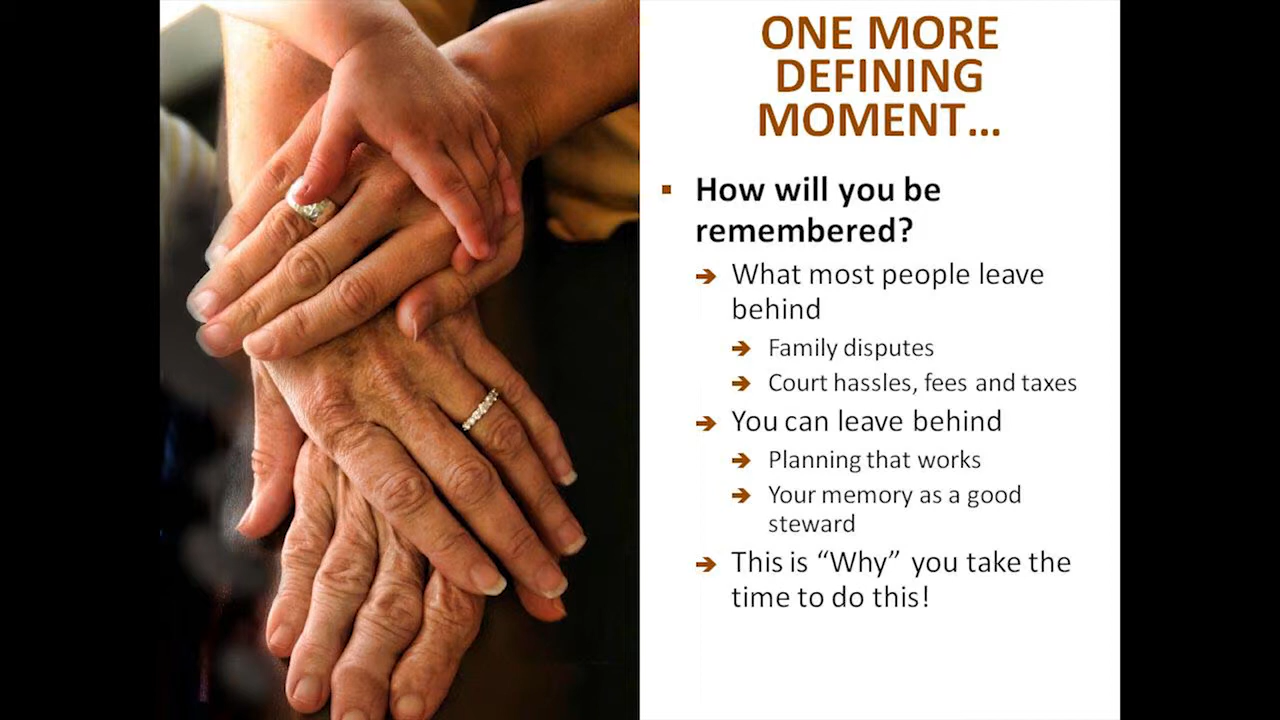 ONE MORE
DEFINING
MOMENT...
How will you be
remembered?
What most people leave
behind
Family disputes
Court hassles, fees and taxes
You can leave behind
Planning that works
Your memory as a good
steward
This is “Why” you take the
time to do this!